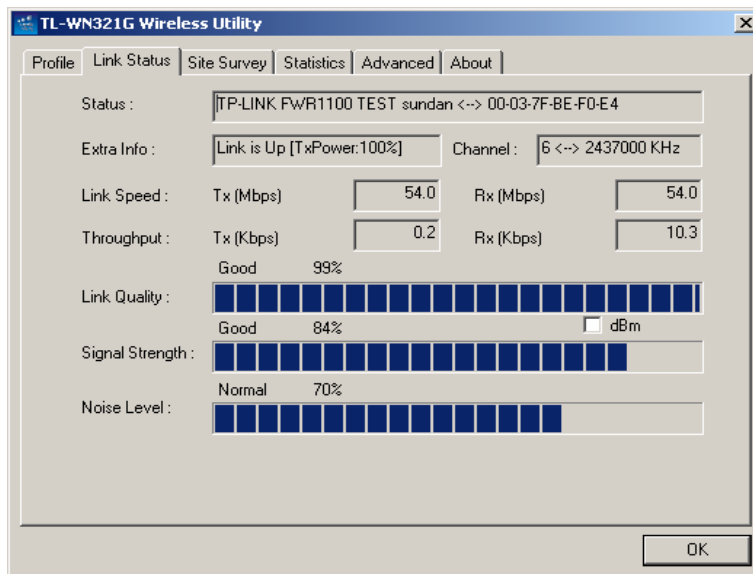 TL-WN321G Wireless Utility
Profile Link Status Site Survey Statistics Advanced About
Status : TP-LINK FWR1100 TEST sundan <--> 00-03-7F-BE-F0-E4
Extra Info : Link is Up [TxPower:100%] Channel : 6 <--> 2437000 KHz
Link Speed : Tx (Mbps) 54.0 Rx (Mbps) 54.0
Throughput : Tx (Kbps) 0.2 Rx (Kbps) 10.3
Good 99%
Link Quality :
Good 84% dBm
Signal Strength :
Normal 70%
Noise Level :
OK